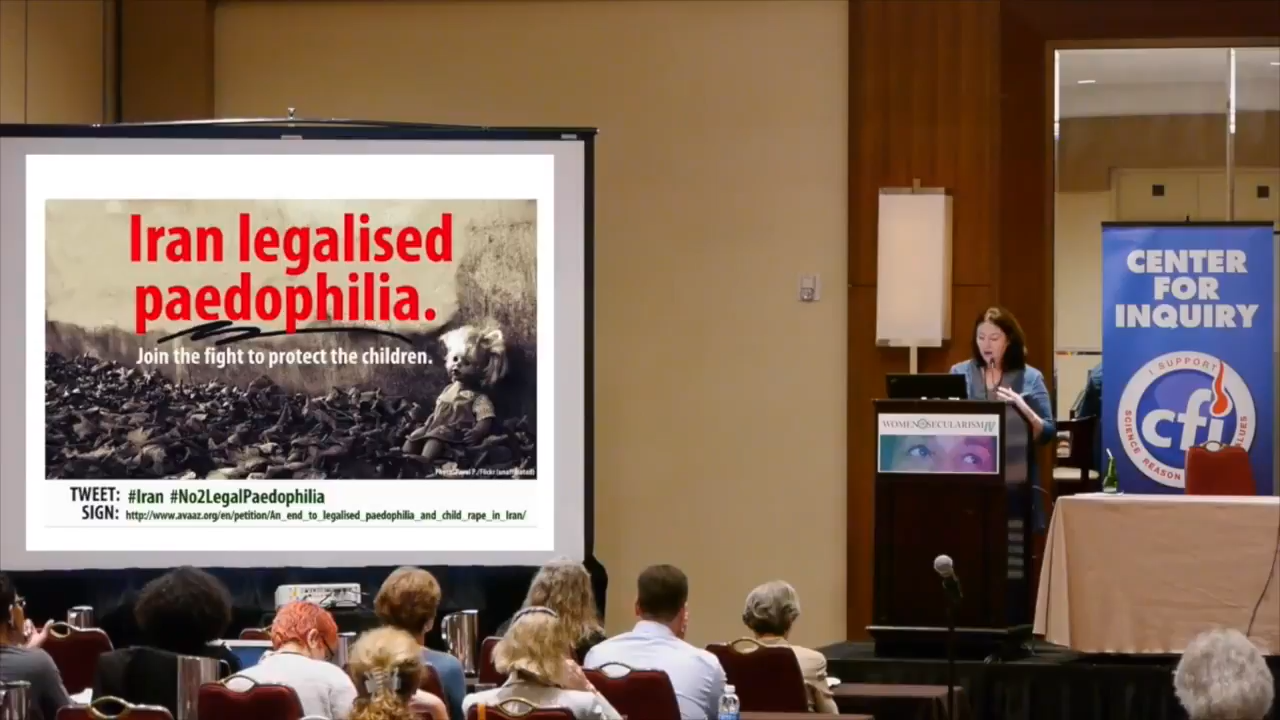 Iran legalised
paedophilia.
Join the fight to protect the children.
TWEET: #Iran #No2LegalPaedophilia
SIGN: http://www.avaaz.org/en/petition/An_end_to_legalised_paedophilia_and_child_rape_in_Iran/
WOMEN IN SECULARISM IV
CENTER
FOR
INQUIRY
I SUPPORT
cfi
SCIENCE REASON